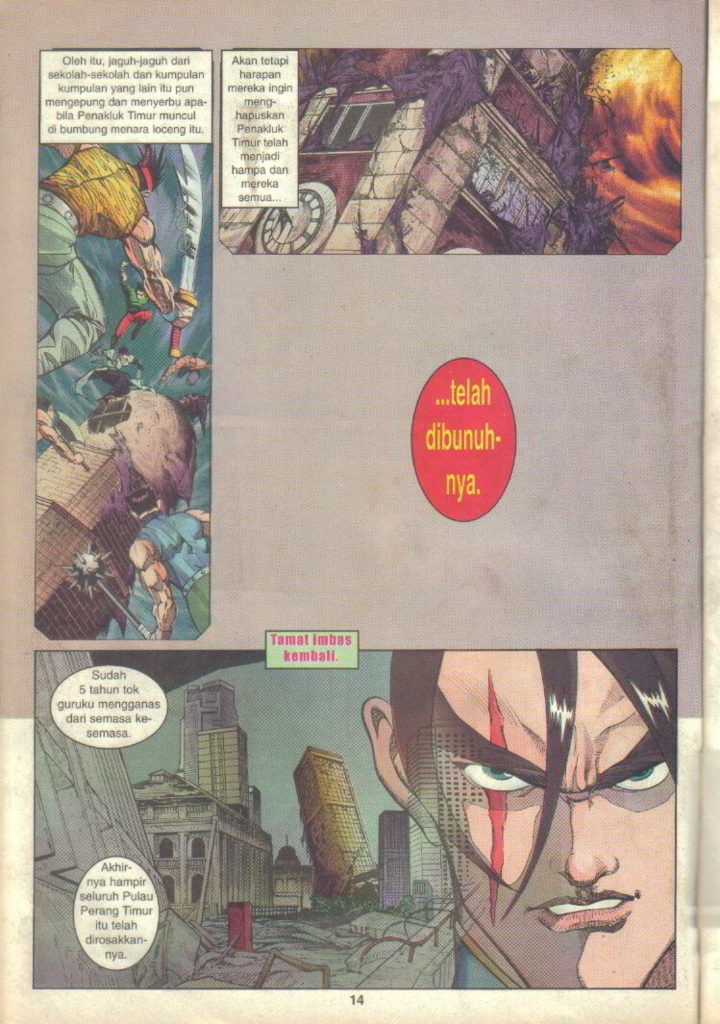 Oleh itu, jaguh-jaguh dari
sekolah-sekolah dan kumpulan
kumpulan yang lain itu pun
mengepung dan menyerbu apa-
bila Penakluk Timur muncul
di bumbung menara loceng itu.
Akan tetapi
harapan
mereka ingin
meng-
hapuskan
Penakluk
Timur telah
menjadi
hampa dan
mereka
semua...
...telah
dibunuh-
nya.
Tamat imbas
kembali.
Sudah
5 tahun tok
guruku mengganas
dari semasa ke-
semasa.
Akhir-
nya hampir
seluruh Pulau
Perang Timur
itu telah
dirosakkan-
nya.
14